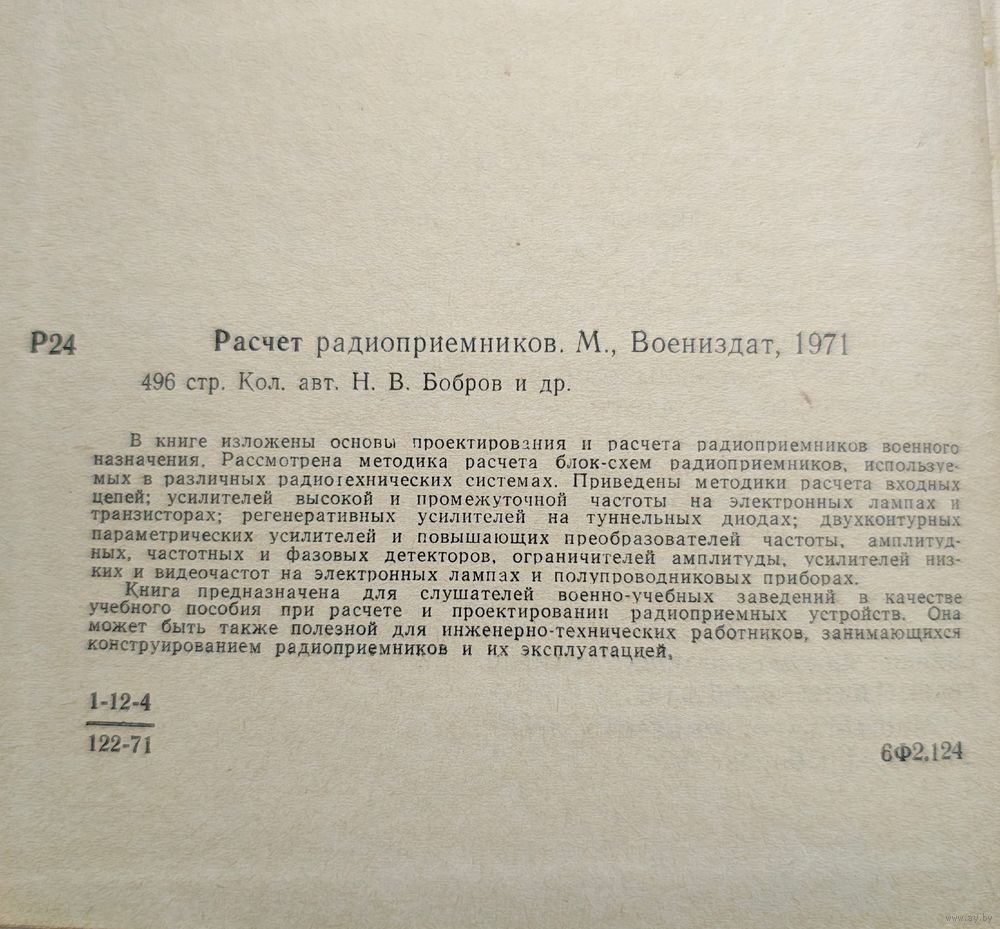 Р24 Расчет радиоприемников. М., Воениздат, 1971
496 стр. Кол. авт. Н. В. Бобров и др.
В книге изложены основы проектирования и расчета радиоприемников военного
назначения. Рассмотрена методика расчета блок-схем радиоприемников, используе-
мых в различных радиотехнических системах. Приведены методики расчета входных
цепей; усилителей высокой и промежуточной частоты на электронных лампах и
транзисторах; регенеративных усилителей на туннельных диодах; двухконтурных
параметрических усилителей и повышающих преобразователей частоты, амплитуд-
ных, частотных и фазовых детекторов, ограничителей амплитуды, усилителей низ-
ких и видеочастот на электронных лампах и полупроводниковых приборах.
Книга предназначена для слушателей военно-учебных заведений в качестве
учебного пособия при расчете и проектировании радиоприемных устройств. Она
может быть также полезной для инженерно-технических работников, занимающихся
конструированием радиоприемников и их эксплуатацией.
1-12-4
122-71
6Ф2.124
www.ay.by